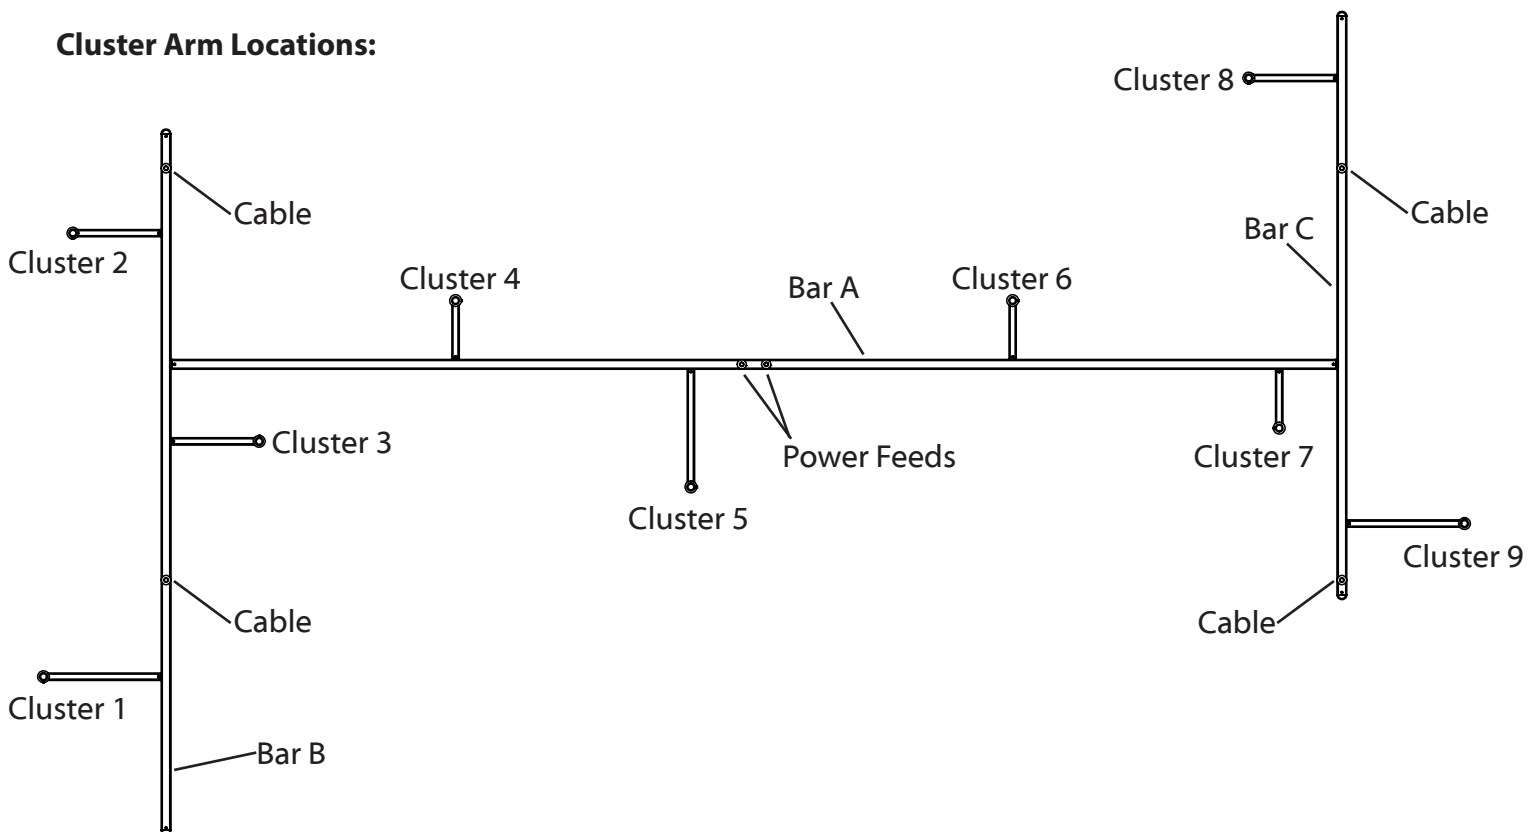 Cluster Arm Locations:
Cluster 8
Cable
Cable
Bar C
Cluster 2
Cluster 4
Bar A
Cluster 6
Cluster 3
Power Feeds
Cluster 7
Cluster 5
Cluster 9
Cable
Cable
Cluster 1
Bar B